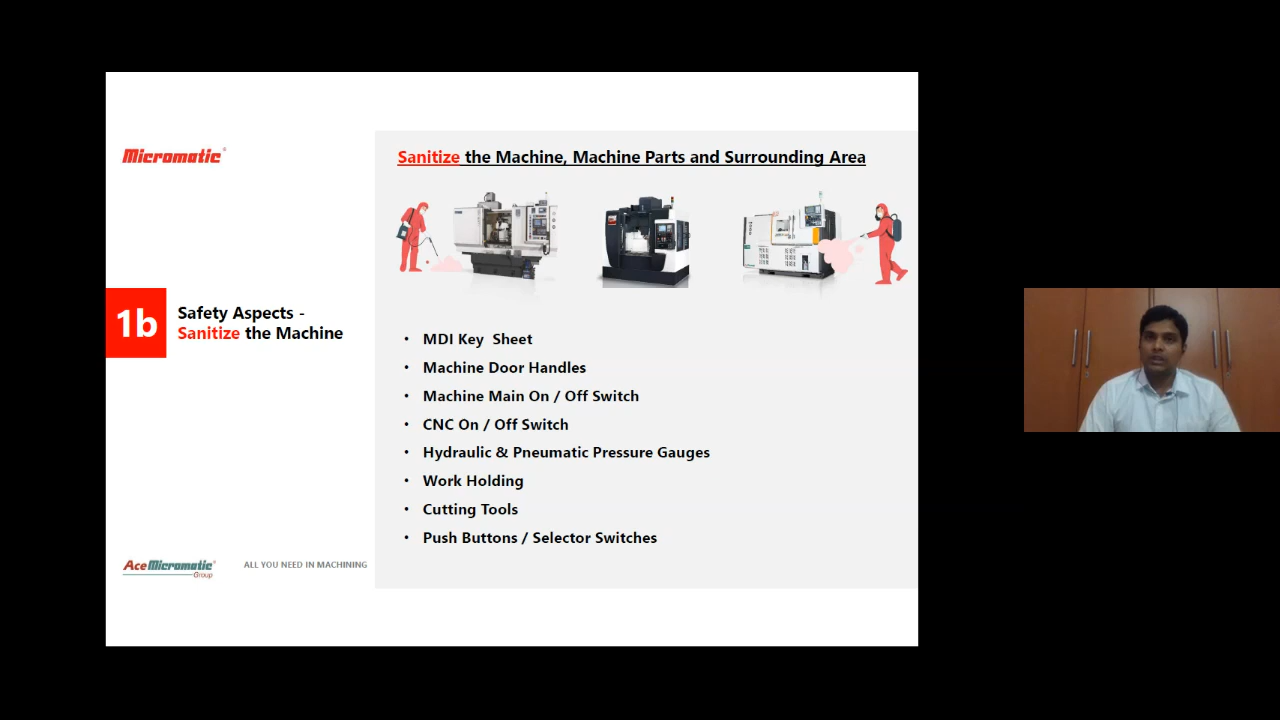 Micromatic
Sanitize the Machine, Machine Parts and Surrounding Area
1b
Safety Aspects -
Sanitize the Machine
• MDI Key  Sheet
• Machine Door Handles
• Machine Main On / Off Switch
• CNC On / Off Switch
• Hydraulic & Pneumatic Pressure Gauges
• Work Holding
• Cutting Tools
• Push Buttons / Selector Switches
AceMicromatic
Group
ALL YOU NEED IN MACHINING